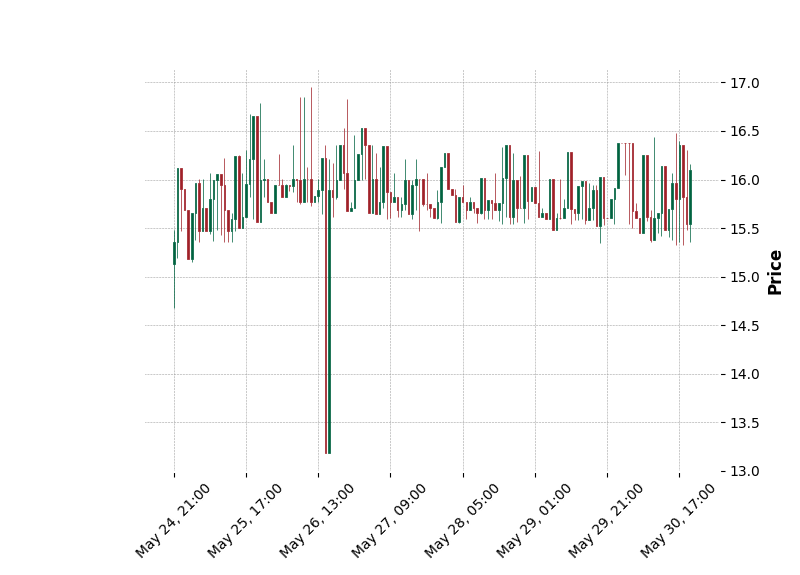 17.0
16.5
16.0
15.5
15.0
14.5
14.0
13.5
13.0
Price
May 24, 21:00
May 25, 17:00
May 26, 13:00
May 27, 09:00
May 28, 05:00
May 29, 01:00
May 29, 21:00
May 30, 17:00